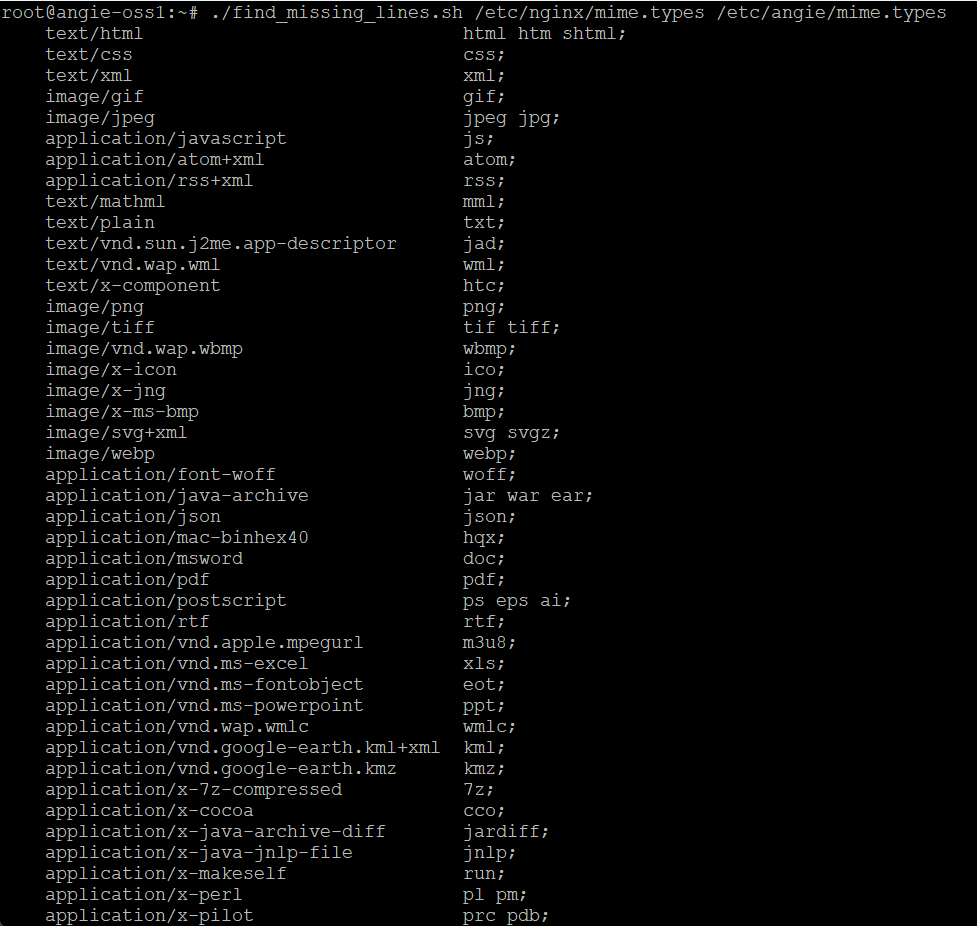 root@angie-oss1:~# ./find_missing_lines.sh /etc/nginx/mime.types /etc/angie/mime.types
    text/html                             html htm shtml;
    text/css                              css;
    text/xml                              xml;
    image/gif                             gif;
    image/jpeg                            jpeg jpg;
    application/javascript                js;
    application/atom+xml                  atom;
    application/rss+xml                   rss;
    text/mathml                           mml;
    text/plain                            txt;
    text/vnd.sun.j2me.app-descriptor      jad;
    text/vnd.wap.wml                      wml;
    text/x-component                      htc;
    image/png                             png;
    image/tiff                            tif tiff;
    image/vnd.wap.wbmp                    wbmp;
    image/x-icon                          ico;
    image/x-jng                           jng;
    image/x-ms-bmp                        bmp;
    image/svg+xml                         svg svgz;
    image/webp                            webp;
    application/font-woff                 woff;
    application/java-archive              jar war ear;
    application/json                      json;
    application/mac-binhex40              hqx;
    application/msword                    doc;
    application/pdf                       pdf;
    application/postscript                ps eps ai;
    application/rtf                       rtf;
    application/vnd.apple.mpegurl         m3u8;
    application/vnd.ms-excel              xls;
    application/vnd.ms-fontobject         eot;
    application/vnd.ms-powerpoint         ppt;
    application/vnd.wap.wmlc              wmlc;
    application/vnd.google-earth.kml+xml  kml;
    application/vnd.google-earth.kmz      kmz;
    application/x-7z-compressed           7z;
    application/x-cocoa                   cco;
    application/x-java-archive-diff       jardiff;
    application/x-java-jnlp-file          jnlp;
    application/x-makeself                run;
    application/x-perl                    pl pm;
    application/x-pilot                   prc pdb;